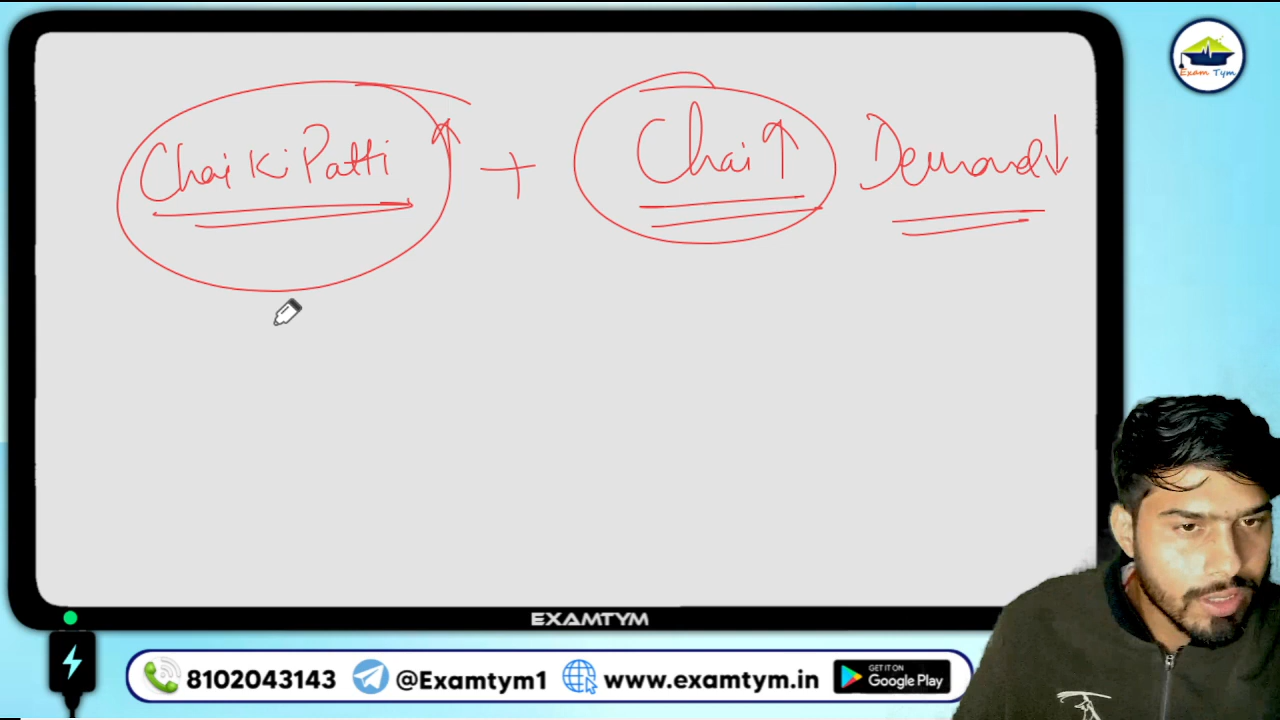 Exam Tym
Chai Ki Patti ↑ + Chai ↑ Demand ↓
EXAMTYM
8102043143 @Examtym1 www.examtym.in GET IT ON
Google Play